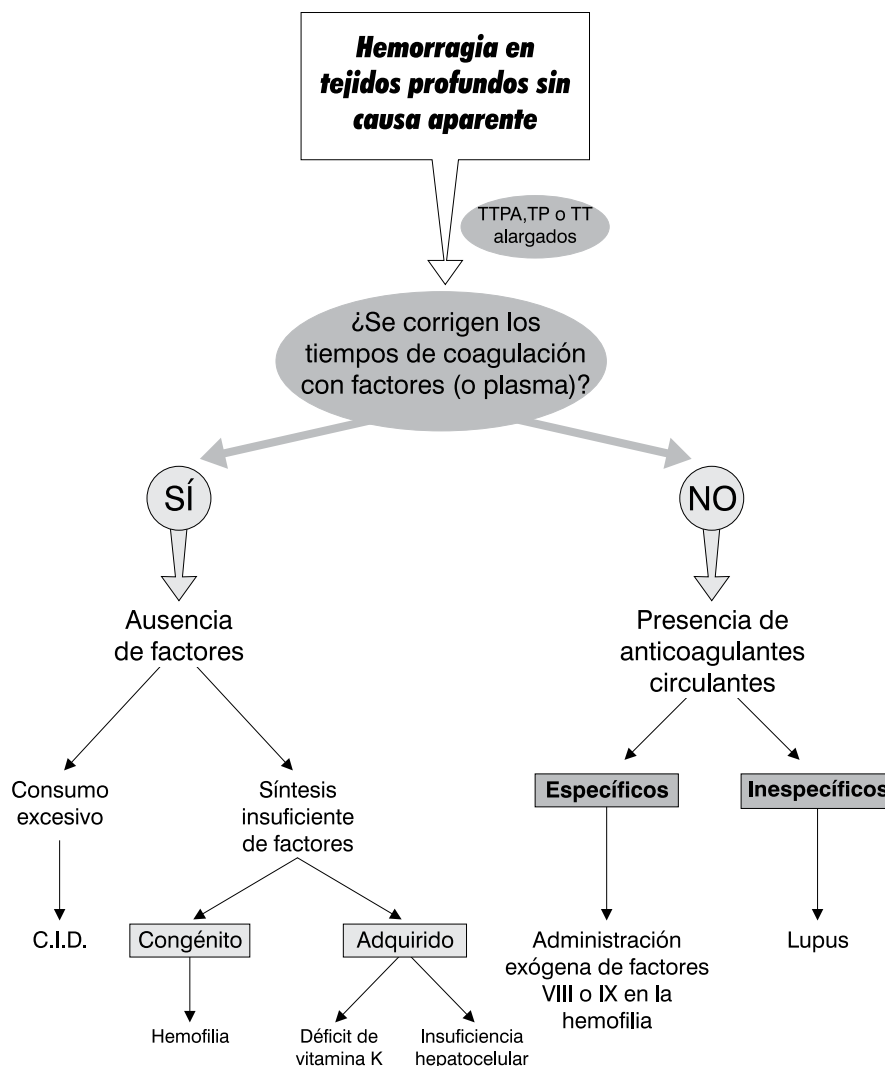 Hemorragia en
tejidos profundos sin
causa aparente
TTPA,TP o TT
alargados
¿Se corrigen los
tiempos de coagulación
con factores (o plasma)?
SÍ
NO
Ausencia
de factores
Presencia de
anticoagulantes
circulantes
Consumo
excesivo
Síntesis
insuficiente
de factores
Específicos
Inespecíficos
C.I.D.
Congénito
Adquirido
Administración
exógena de factores
VIII o IX en la
hemofilia
Lupus
Hemofilia
Déficit de
vitamina K
Insuficiencia
hepatocelular